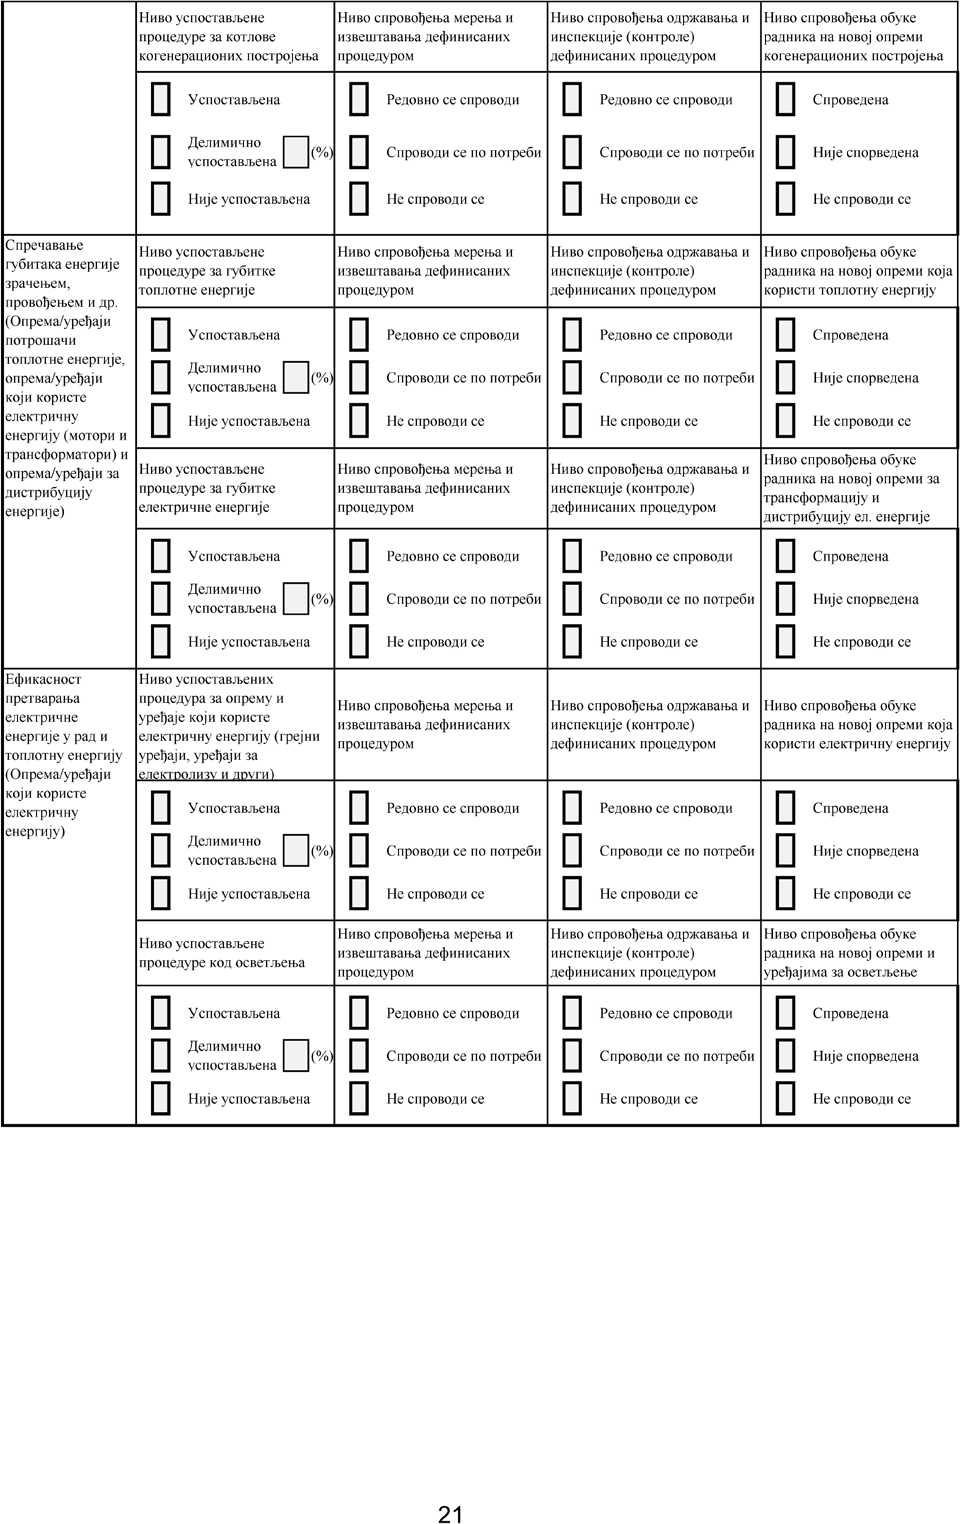 Ниво успостављене
процедуре за котлове
когенерационих постројења
Ниво спровођења мерења и
извештавања дефинисаних
процедуром
Ниво спровођења одржавања и
инспекције (контроле)
дефинисаних процедуром
Ниво спровођења обуке
радника на новој опреми
когенерационих постројења
Успостављена
Редовно се спроводи
Редовно се спроводи
Спроведена
Делимично
успостављена
(%)
Спроводи се по потреби
Спроводи се по потреби
Није спорведена
Није успостављена
Не спроводи се
Не спроводи се
Не спроводи се
Спречавање
губитака енергије
зрачењем,
провођењем и др.
(Опрема/уређаји
потрошачи
топлотне енергије,
опрема/уређаји
који користе
електричну
енергију (мотори и
трансформатори) и
опрема/уређаји за
дистрибуцију
енергије)
Ниво успостављене
процедуре за губитке
топлотне енергије
Ниво спровођења мерења и
извештавања дефинисаних
процедуром
Ниво спровођења одржавања и
инспекције (контроле)
дефинисаних процедуром
Ниво спровођења обуке
радника на новој опреми која
користи топлотну енергију
Успостављена
Редовно се спроводи
Редовно се спроводи
Спроведена
Делимично
успостављена
(%)
Спроводи се по потреби
Спроводи се по потреби
Није спорведена
Није успостављена
Не спроводи се
Не спроводи се
Не спроводи се
Ниво успостављене
процедуре за губитке
електричне енергије
Ниво спровођења мерења и
извештавања дефинисаних
процедуром
Ниво спровођења одржавања и
инспекције (контроле)
дефинисаних процедуром
Ниво спровођења обуке
радника на новој опреми за
трансформацију и
дистрибуцију ел. енергије
Успостављена
Редовно се спроводи
Редовно се спроводи
Спроведена
Делимично
успостављена
(%)
Спроводи се по потреби
Спроводи се по потреби
Није спорведена
Није успостављена
Не спроводи се
Не спроводи се
Не спроводи се
Ефикасност
претварања
електричне
енергије у рад и
топлотну енергију
(Опрема/уређаји
који користе
електричну
енергију)
Ниво успостављених
процедура за опрему и
уређаје који користе
електричну енергију (грејни
уређаји, уређаји за
електролизу и други)
Ниво спровођења мерења и
извештавања дефинисаних
процедуром
Ниво спровођења одржавања и
инспекције (контроле)
дефинисаних процедуром
Ниво спровођења обуке
радника на новој опреми која
користи електричну енергију
Успостављена
Редовно се спроводи
Редовно се спроводи
Спроведена
Делимично
успостављена
(%)
Спроводи се по потреби
Спроводи се по потреби
Није спорведена
Није успостављена
Не спроводи се
Не спроводи се
Не спроводи се
Ниво успостављене
процедуре код осветљења
Ниво спровођења мерења и
извештавања дефинисаних
процедуром
Ниво спровођења одржавања и
инспекције (контроле)
дефинисаних процедуром
Ниво спровођења обуке
радника на новој опреми и
уређајима за осветљење
Успостављена
Редовно се спроводи
Редовно се спроводи
Спроведена
Делимично
успостављена
(%)
Спроводи се по потреби
Спроводи се по потреби
Није спорведена
Није успостављена
Не спроводи се
Не спроводи се
Не спроводи се
21